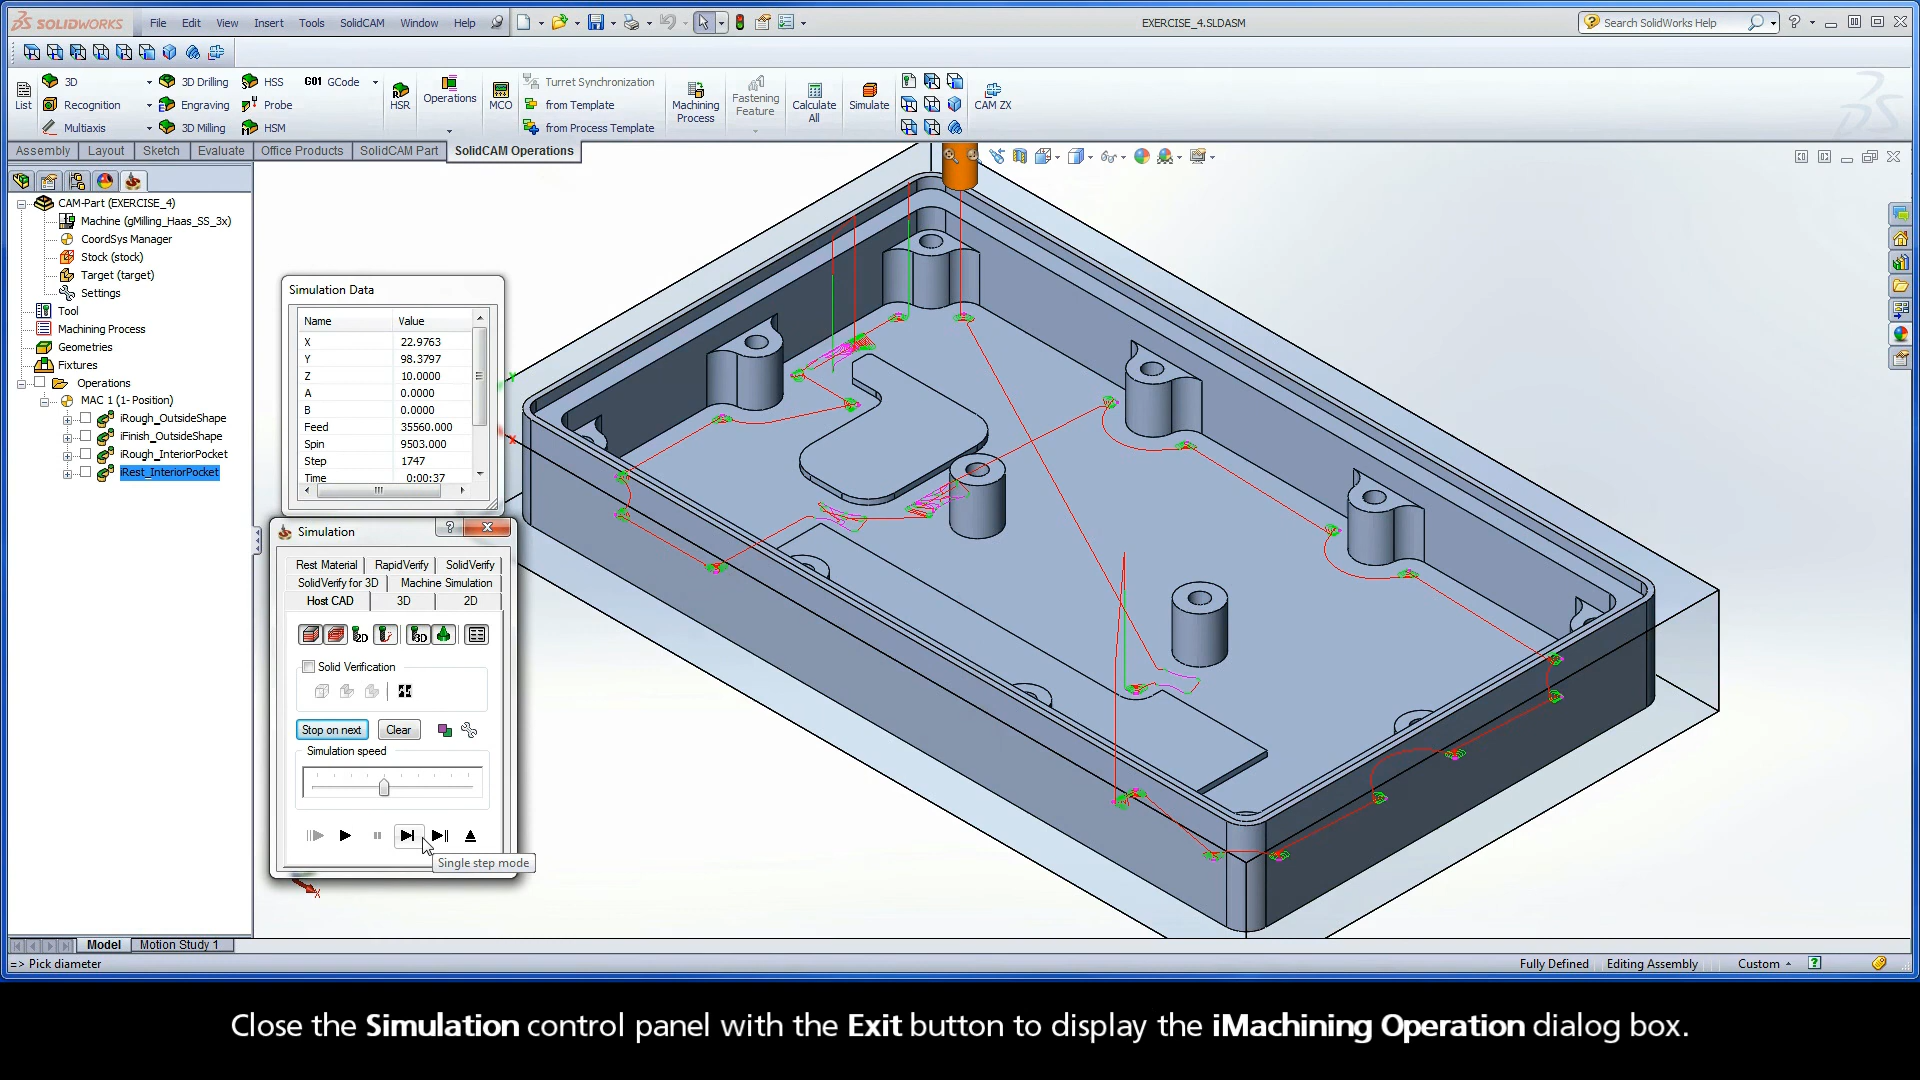 SOLIDWORKS File Edit View Insert Tools SolidCAM Window Help EXERCISE_4.SLDASM Search SolidWorks Help
3D 3D Drilling HSS G01 GCode Turret Synchronization
List Recognition Engraving Probe HSR Operations MCO from Template Machining Process Fastening Feature Calculate All Simulate CAM ZX
Multiaxis 3D Milling HSM from Process Template
Assembly Layout Sketch Evaluate Office Products SolidCAM Part SolidCAM Operations
CAM-Part (EXERCISE_4)
Machine (gMilling_Haas_SS_3x)
CoordSys Manager
Stock (stock)
Target (target)
Settings
Tool
Machining Process
Geometries
Fixtures
Operations
MAC 1 (1- Position)
iRough_OutsideShape
iFinish_OutsideShape
iRough_InteriorPocket
iRest_InteriorPocket
Simulation Data
Name Value
X 22.9763
Y 98.3797
Z 10.0000
A 0.0000
B 0.0000
Feed 35560.000
Spin 9503.000
Step 1747
Time 0:00:37
Simulation
Rest Material RapidVerify SolidVerify
SolidVerify for 3D Machine Simulation
Host CAD 3D 2D
2D 3D
Solid Verification
Stop on next Clear
Simulation speed
Single step mode
Y
X
X
Model Motion Study 1
=> Pick diameter Fully Defined Editing Assembly Custom
Close the Simulation control panel with the Exit button to display the iMachining Operation dialog box.